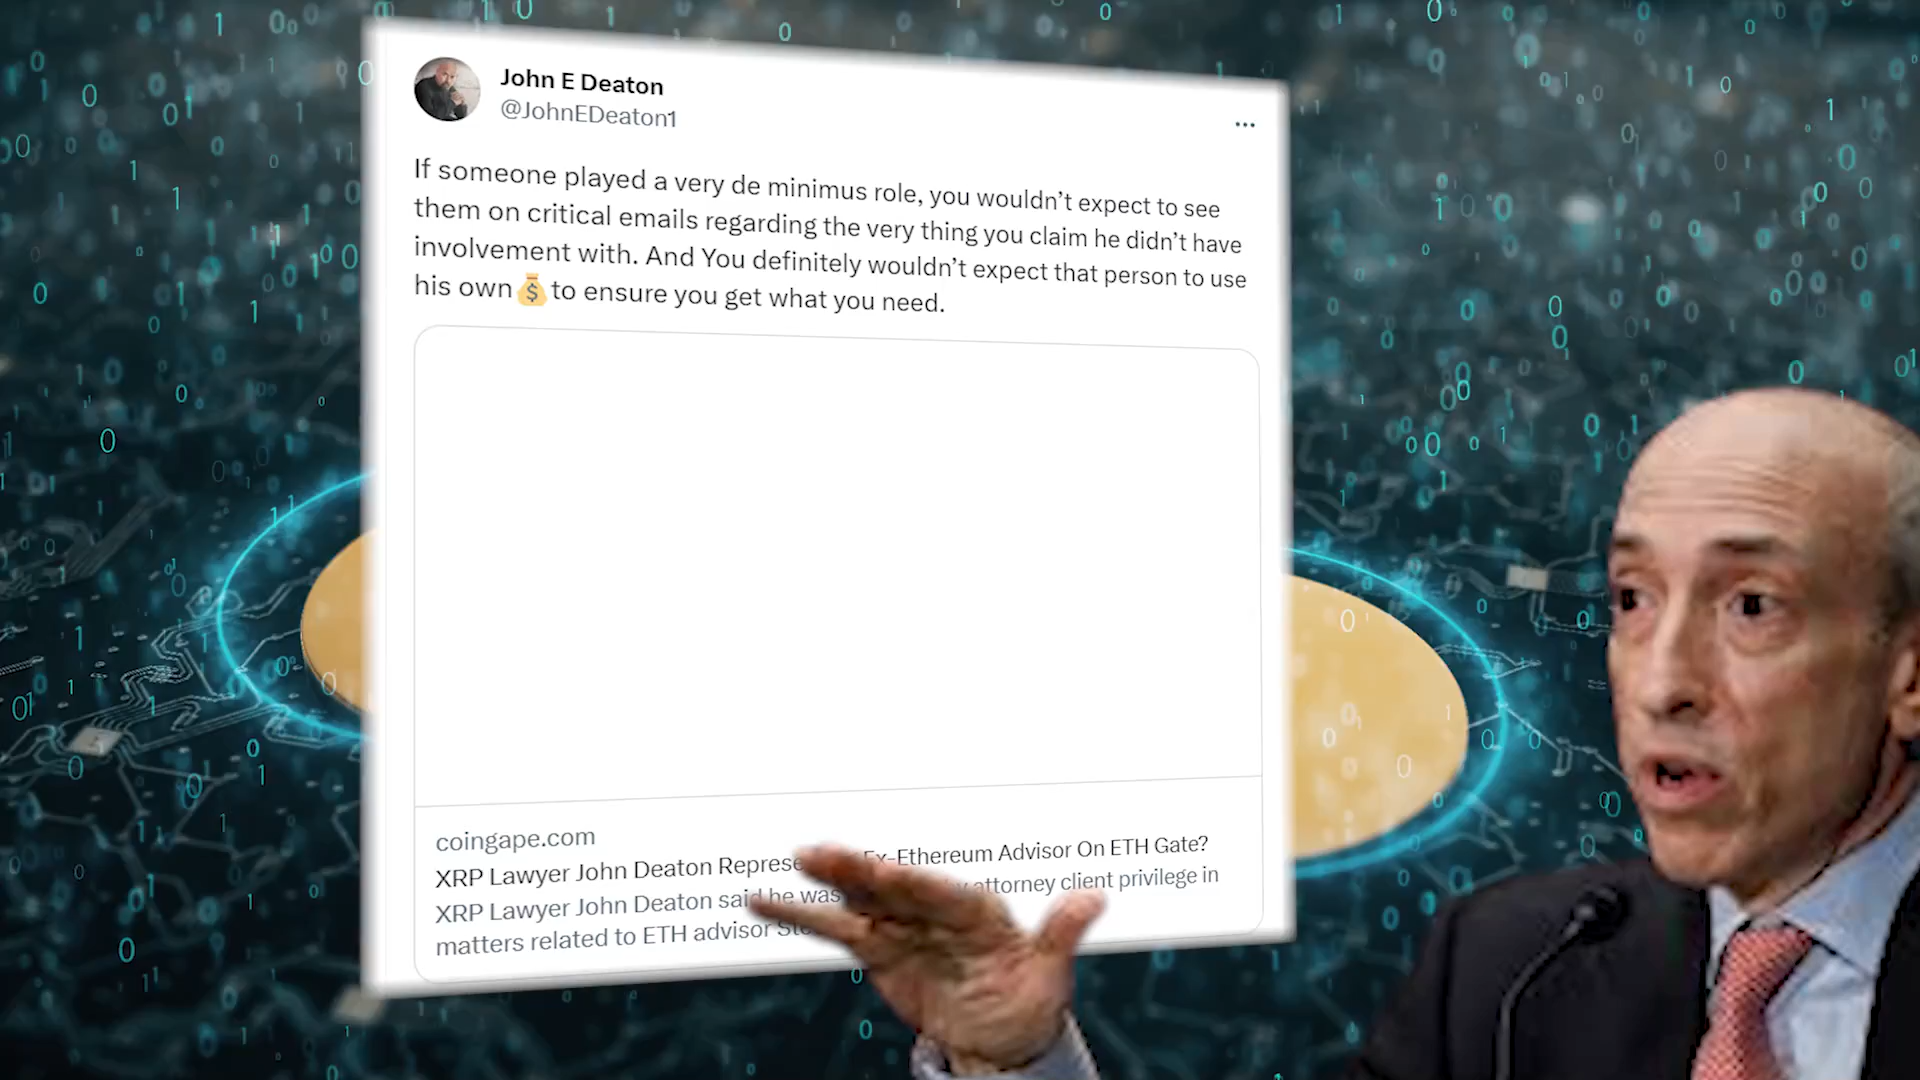 John E Deaton
@JohnEDeaton1
If someone played a very de minimus role, you wouldn’t expect to see
them on critical emails regarding the very thing you claim he didn’t have
involvement with. And You definitely wouldn’t expect that person to use
his own💰to ensure you get what you need.
coingape.com
XRP Lawyer John Deaton Ex-Ethereum Advisor On ETH Gate?
XRP Lawyer John Deaton said he was attorney client privilege in
matters related to ETH advisor